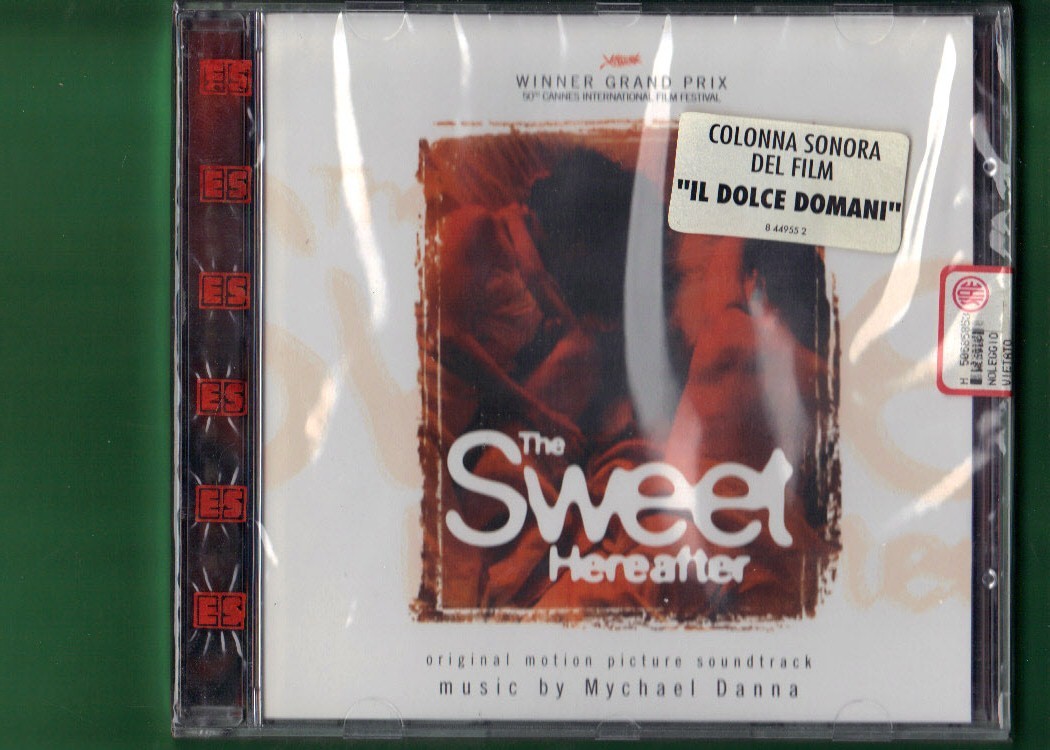 WINNER GRAND PRIX
50TH CANNES INTERNATIONAL FILM FESTIVAL
COLONNA SONORA
DEL FILM
"IL DOLCE DOMANI"
8 44955 2
The
Sweet
Hereafter
original motion picture soundtrack
music by Mychael Danna
ES
ES
ES
ES
ES
ES
NOLEGGIO
VIETATO